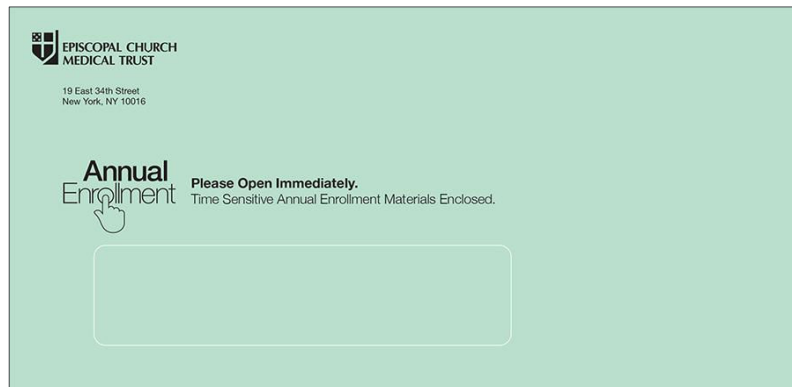 EPISCOPAL CHURCH
MEDICAL TRUST
19 East 34th Street
New York, NY 10016
Annual
Enrollment
Please Open Immediately.
Time Sensitive Annual Enrollment Materials Enclosed.